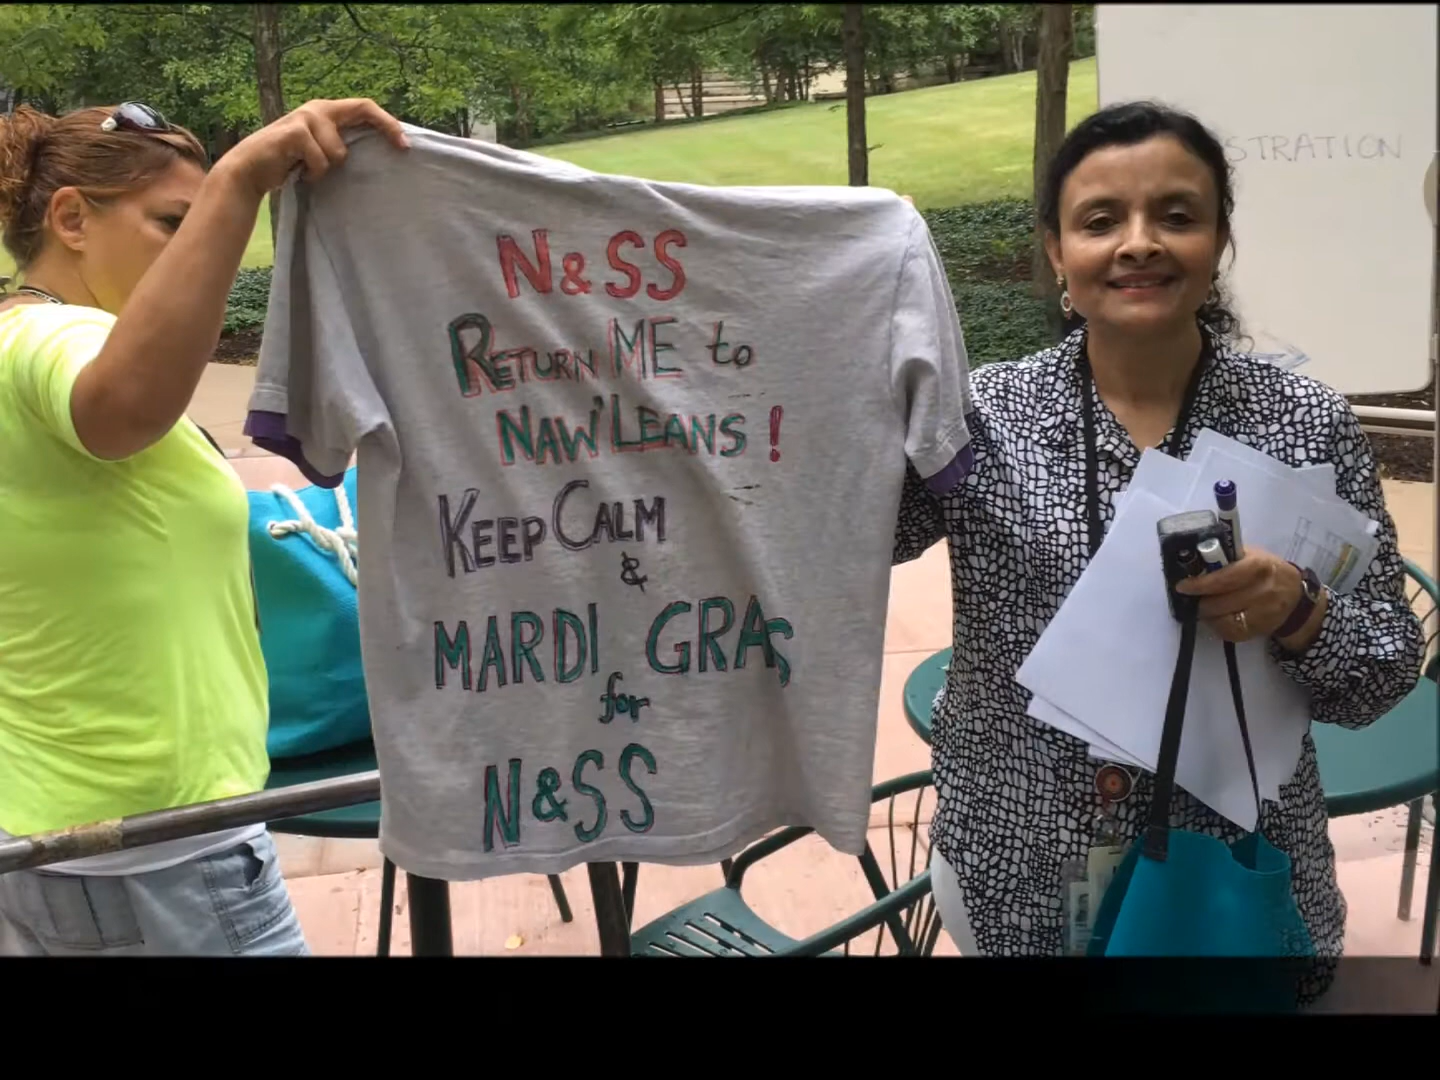 N&SS
RETURN ME to
NAW'LEANS!
KEEP CALM
&
MARDI GRAS
for
N&SS
STRATION